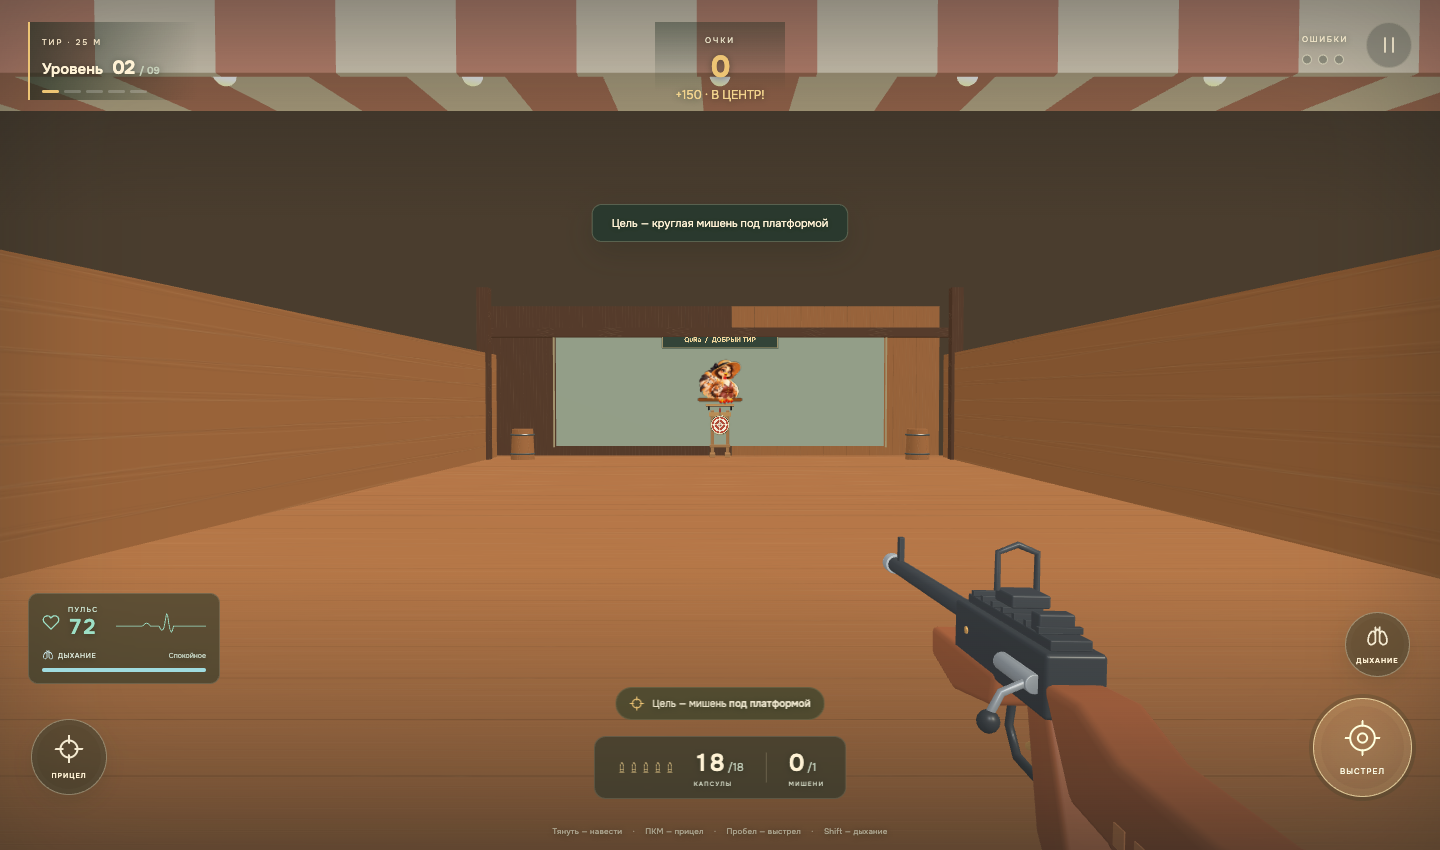 ТИР · 25 М
Уровень 02 / 09
ОЧКИ
0
+150 · В ЦЕНТР!
ОШИБКИ
Цель — круглая мишень под платформой
QuRa / ДОБРЫЙ ТИР
ПУЛЬС
72
ДЫХАНИЕ
Спокойное
ПРИЦЕЛ
ДЫХАНИЕ
ВЫСТРЕЛ
Цель — мишень под платформой
18 /18
КАПСУЛЫ
0 /1
МИШЕНИ
Тянуть — навести · ПКМ — прицел · Пробел — выстрел · Shift — дыхание